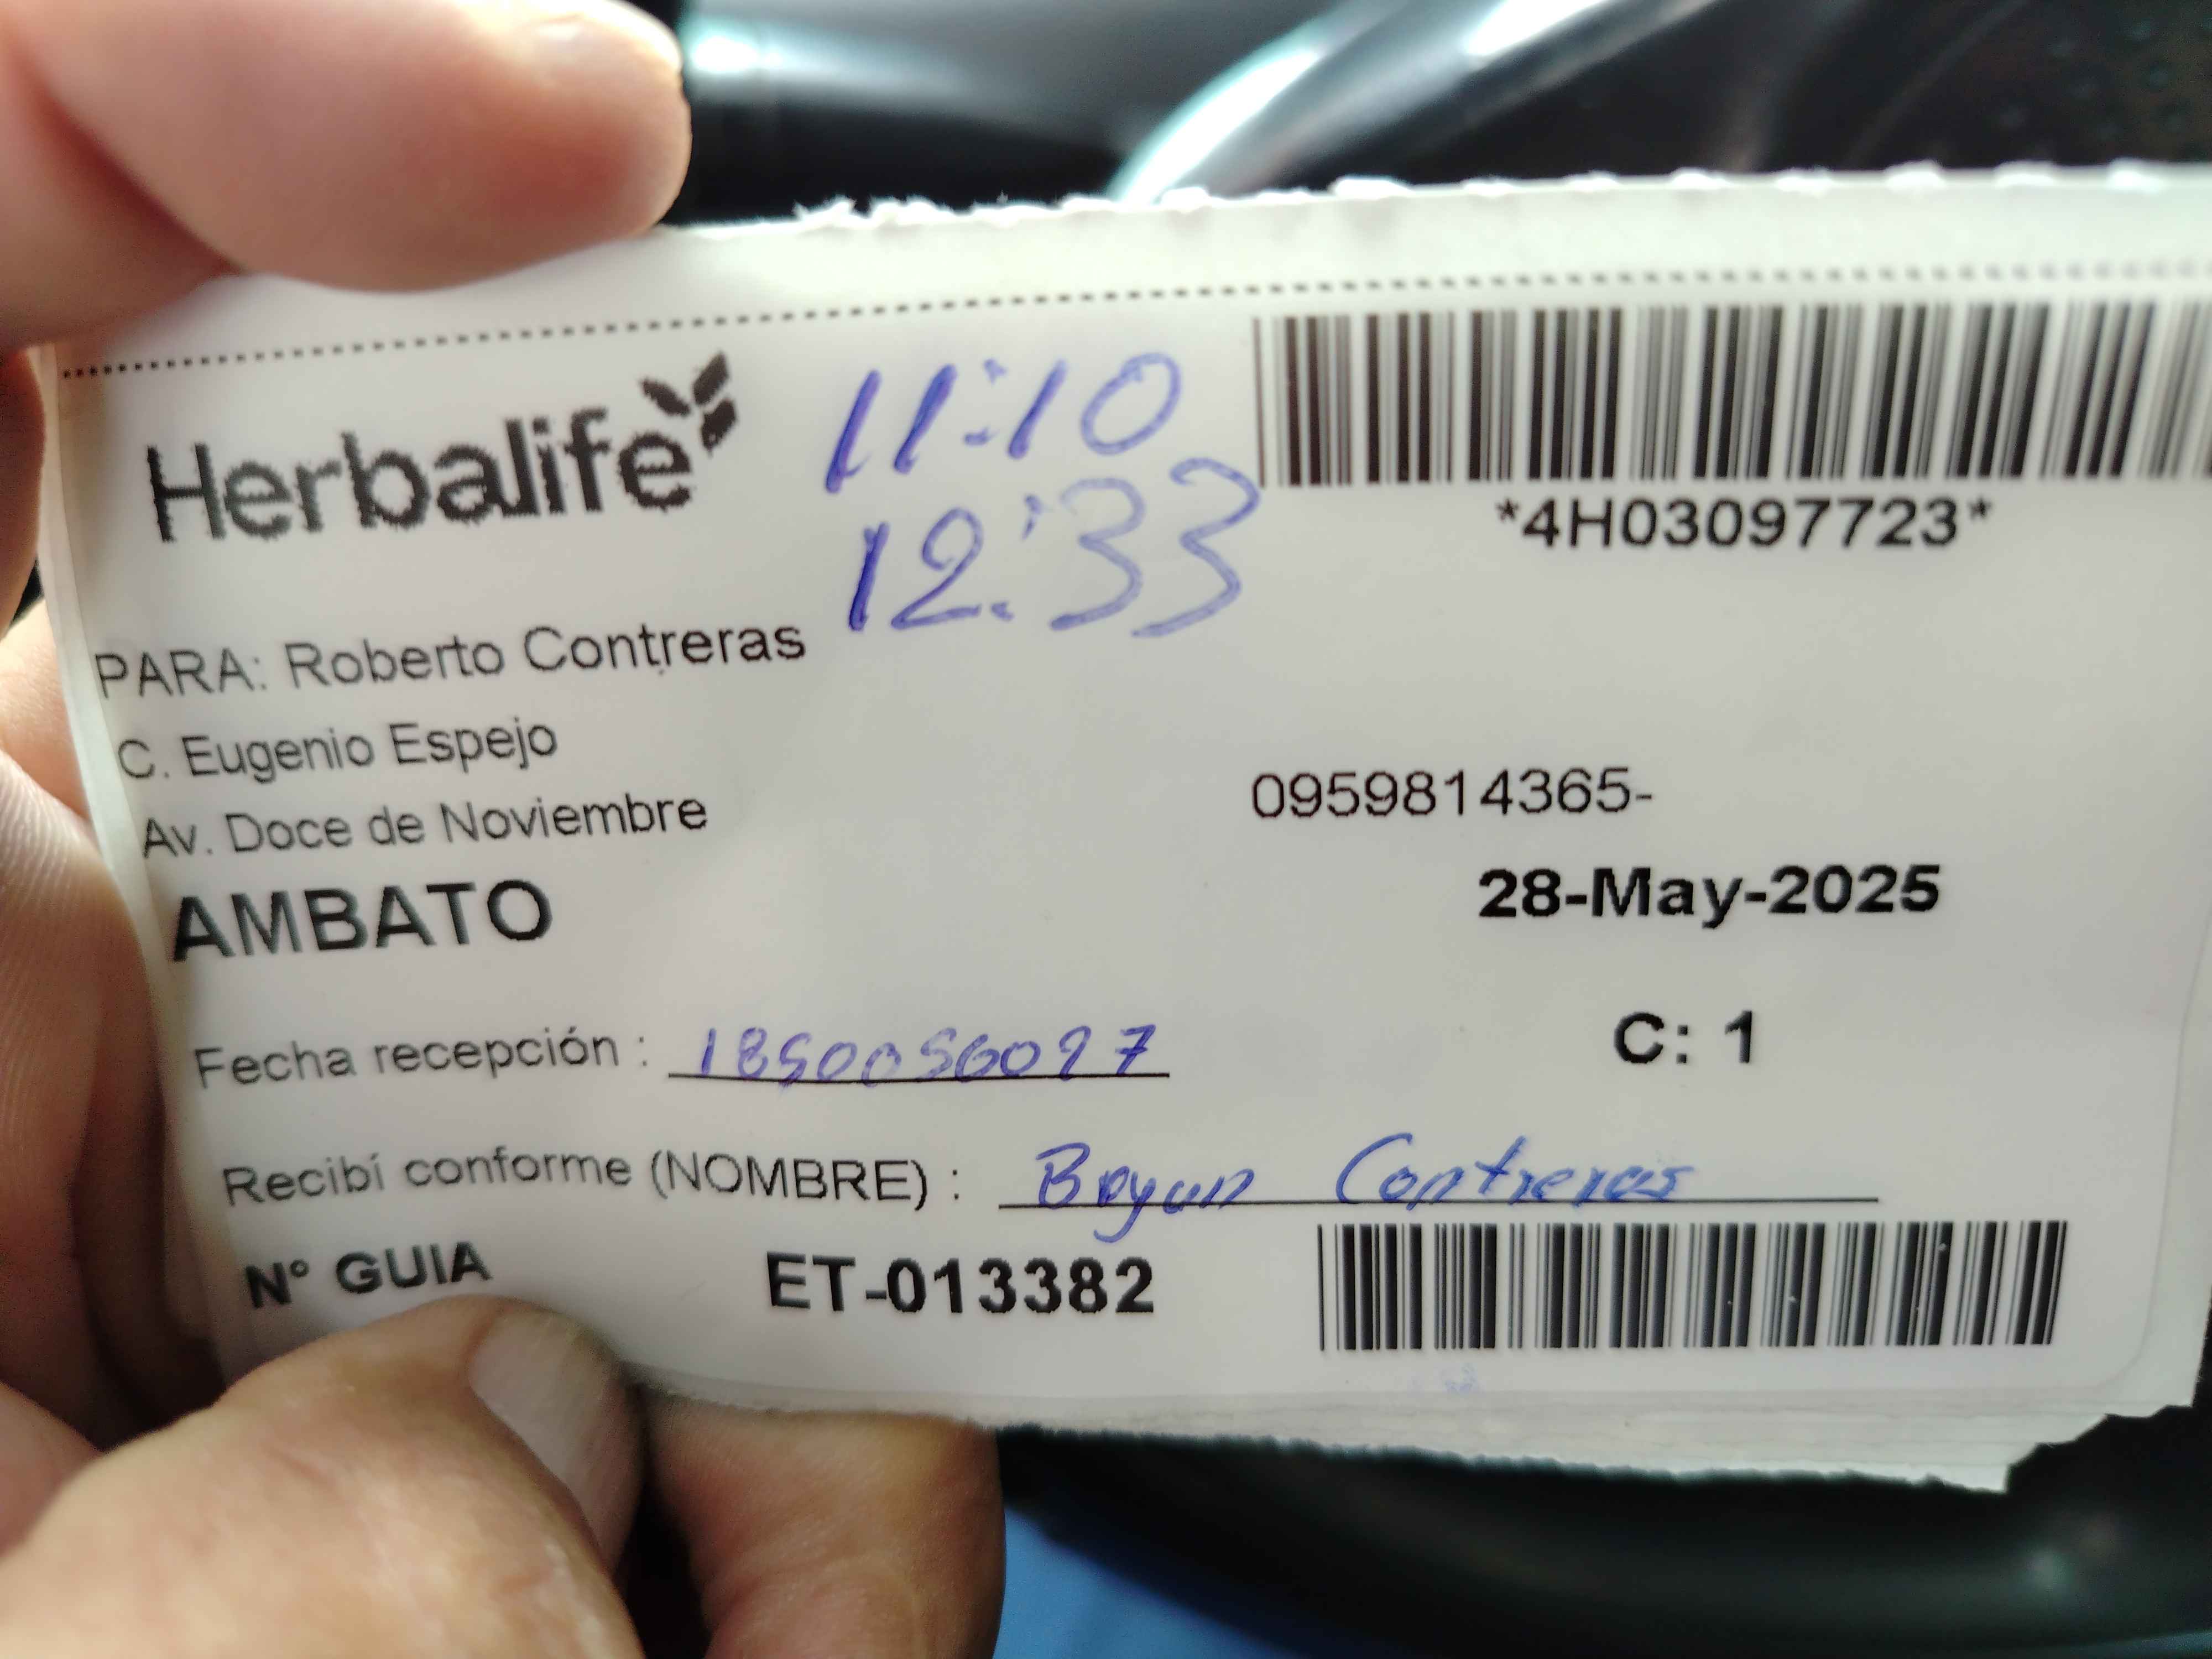 Herbalife
11:10
12:33
*4H03097723*
PARA: Roberto Contreras
C. Eugenio Espejo
Av. Doce de Noviembre
0959814365-
AMBATO
28-May-2025
Fecha recepción : 1850056027
C: 1
Recibí conforme (NOMBRE) : Bryan Contreras
N° GUIA ET-013382